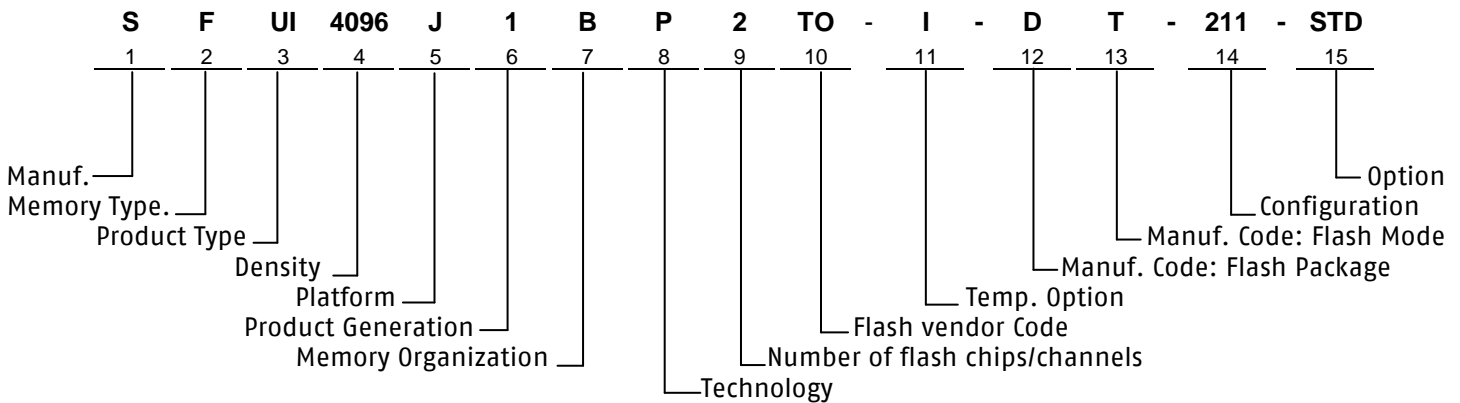 S F UI 4096 J 1 B P 2 TO - I - D T - 211 - STD
1 2 3 4 5 6 7 8 9 10 11 12 13 14 15
Manuf. Option
Memory Type. Configuration
Product Type Manuf. Code: Flash Mode
Density Manuf. Code: Flash Package
Platform Temp. Option
Product Generation Flash vendor Code
Memory Organization Number of flash chips/channels
Technology